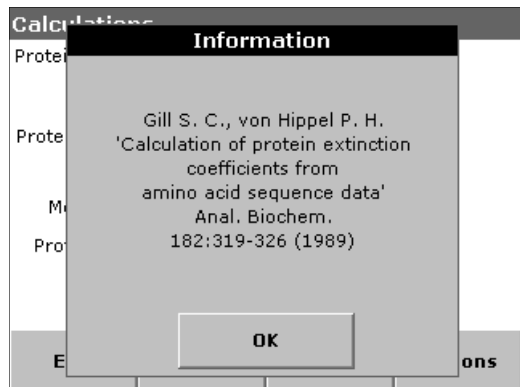 Calculations
Information
Gill S. C., von Hippel P. H.
'Calculation of protein extinction
coefficients from
amino acid sequence data'
Anal. Biochem.
182:319-326 (1989)
OK